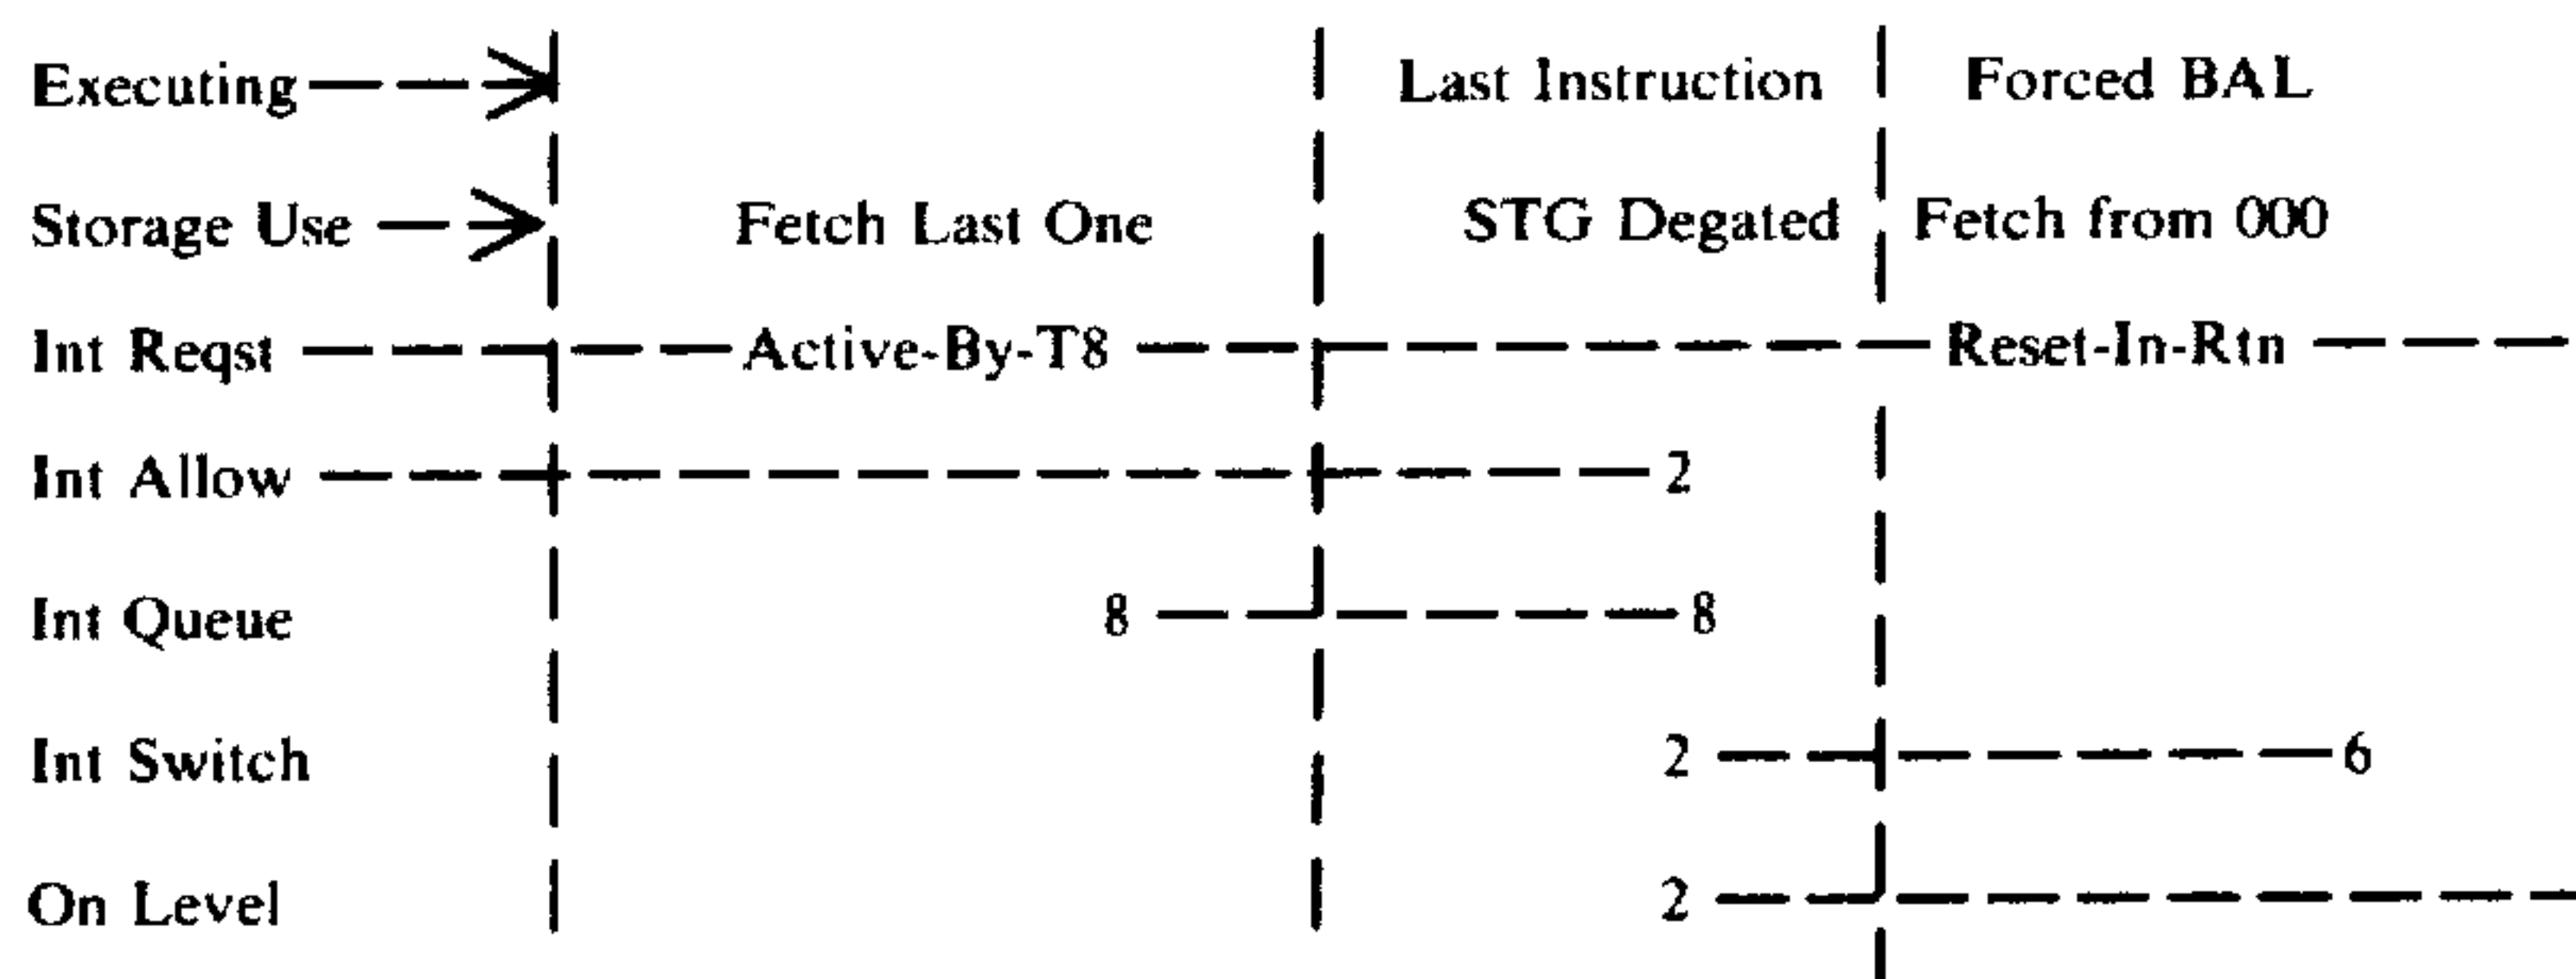 Executing Last Instruction Forced BAL
Storage Use Fetch Last One STG Degated Fetch from 000
Int Reqst Active-By-T8 Reset-In-Rtn
Int Allow 2
Int Queue 8 8
Int Switch 2 6
On Level 2